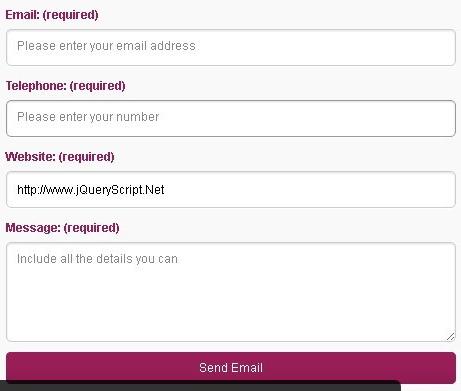 Email: (required)
Please enter your email address
Telephone: (required)
Please enter your number
Website: (required)
http://www.jQueryScript.Net
Message: (required)
Include all the details you can
Send Email